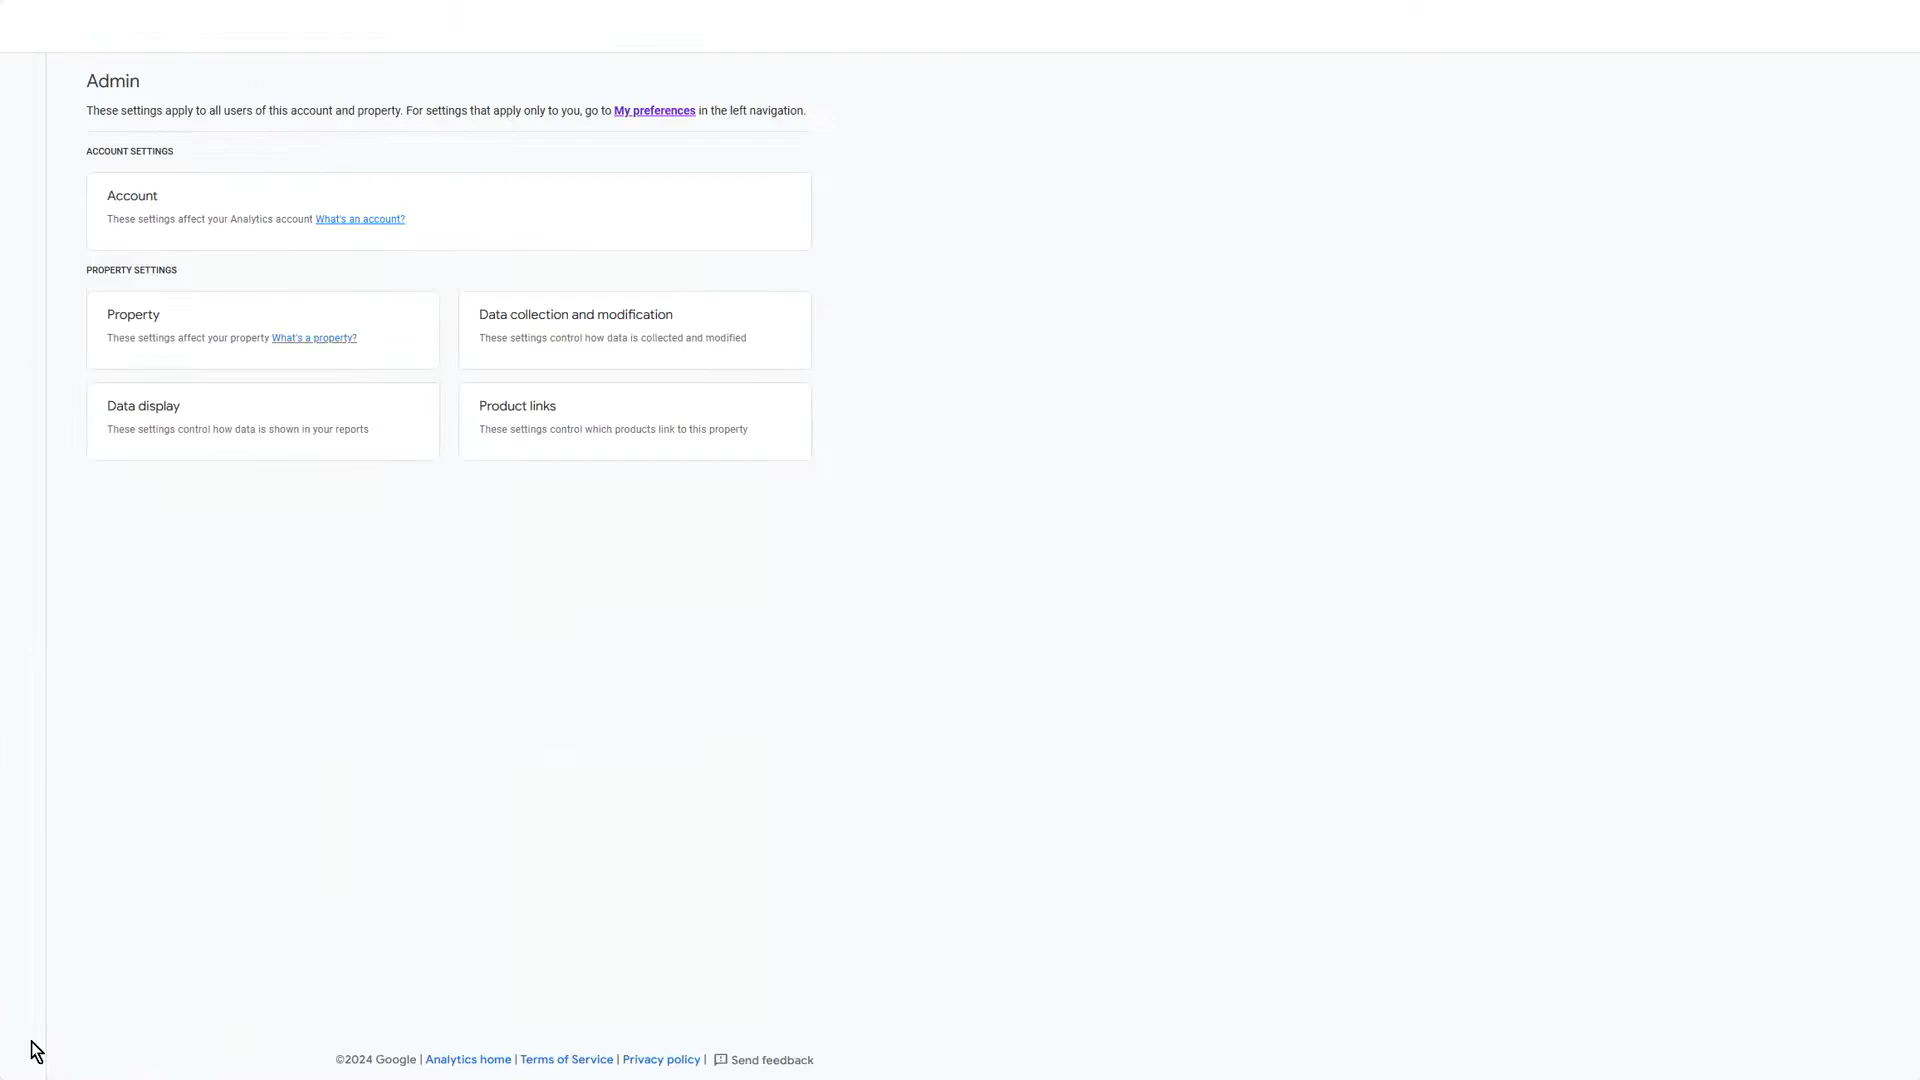 Admin
These settings apply to all users of this account and property. For settings that apply only to you, go to My preferences in the left navigation.
ACCOUNT SETTINGS
Account
These settings affect your Analytics account What's an account?
PROPERTY SETTINGS
Property
These settings affect your property What's a property?
Data collection and modification
These settings control how data is collected and modified
Data display
These settings control how data is shown in your reports
Product links
These settings control which products link to this property
©2024 Google | Analytics home | Terms of Service | Privacy policy | Send feedback